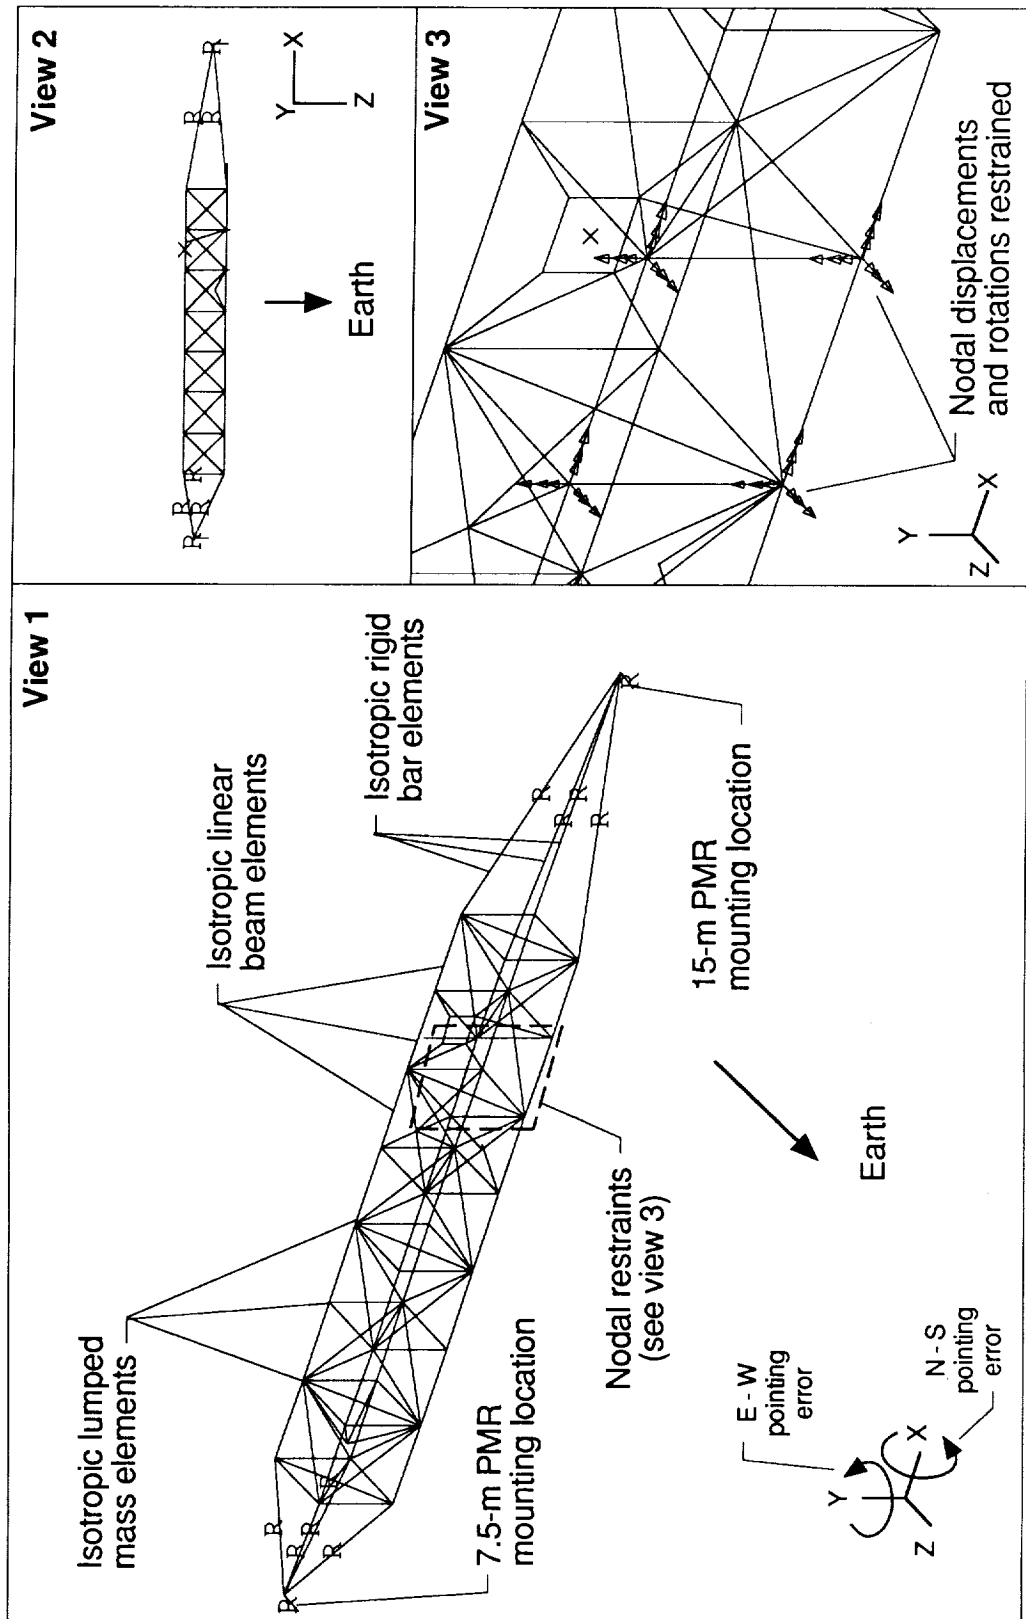 View 1
Isotropic lumped
mass elements
Isotropic linear
beam elements
Isotropic rigid
bar elements
R
R
R
R
R
R
R
R
R
R
R
7.5-m PMR
mounting location
Nodal restraints
(see view 3)
15-m PMR
mounting location
Earth
E - W
pointing
error
N - S
pointing
error
Y
X
Z
View 2
R
R
R
R
R
R
R
X
Y
X
Z
Earth
View 3
X
Nodal displacements
and rotations restrained
Y
X
Z